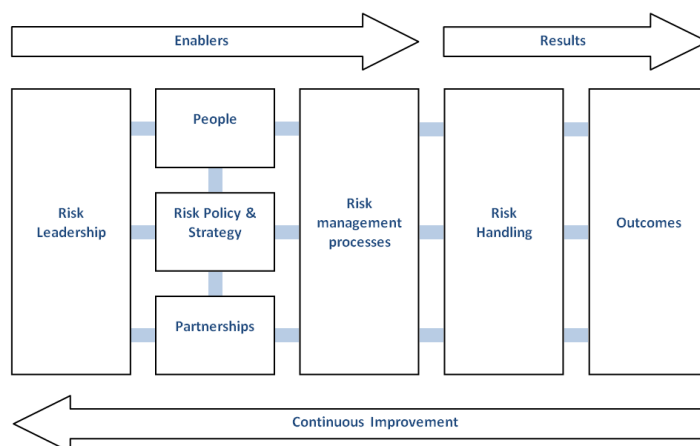 Enablers
Results
Risk
Leadership
People
Risk Policy &
Strategy
Partnerships
Risk
management
processes
Risk
Handling
Outcomes
Continuous Improvement